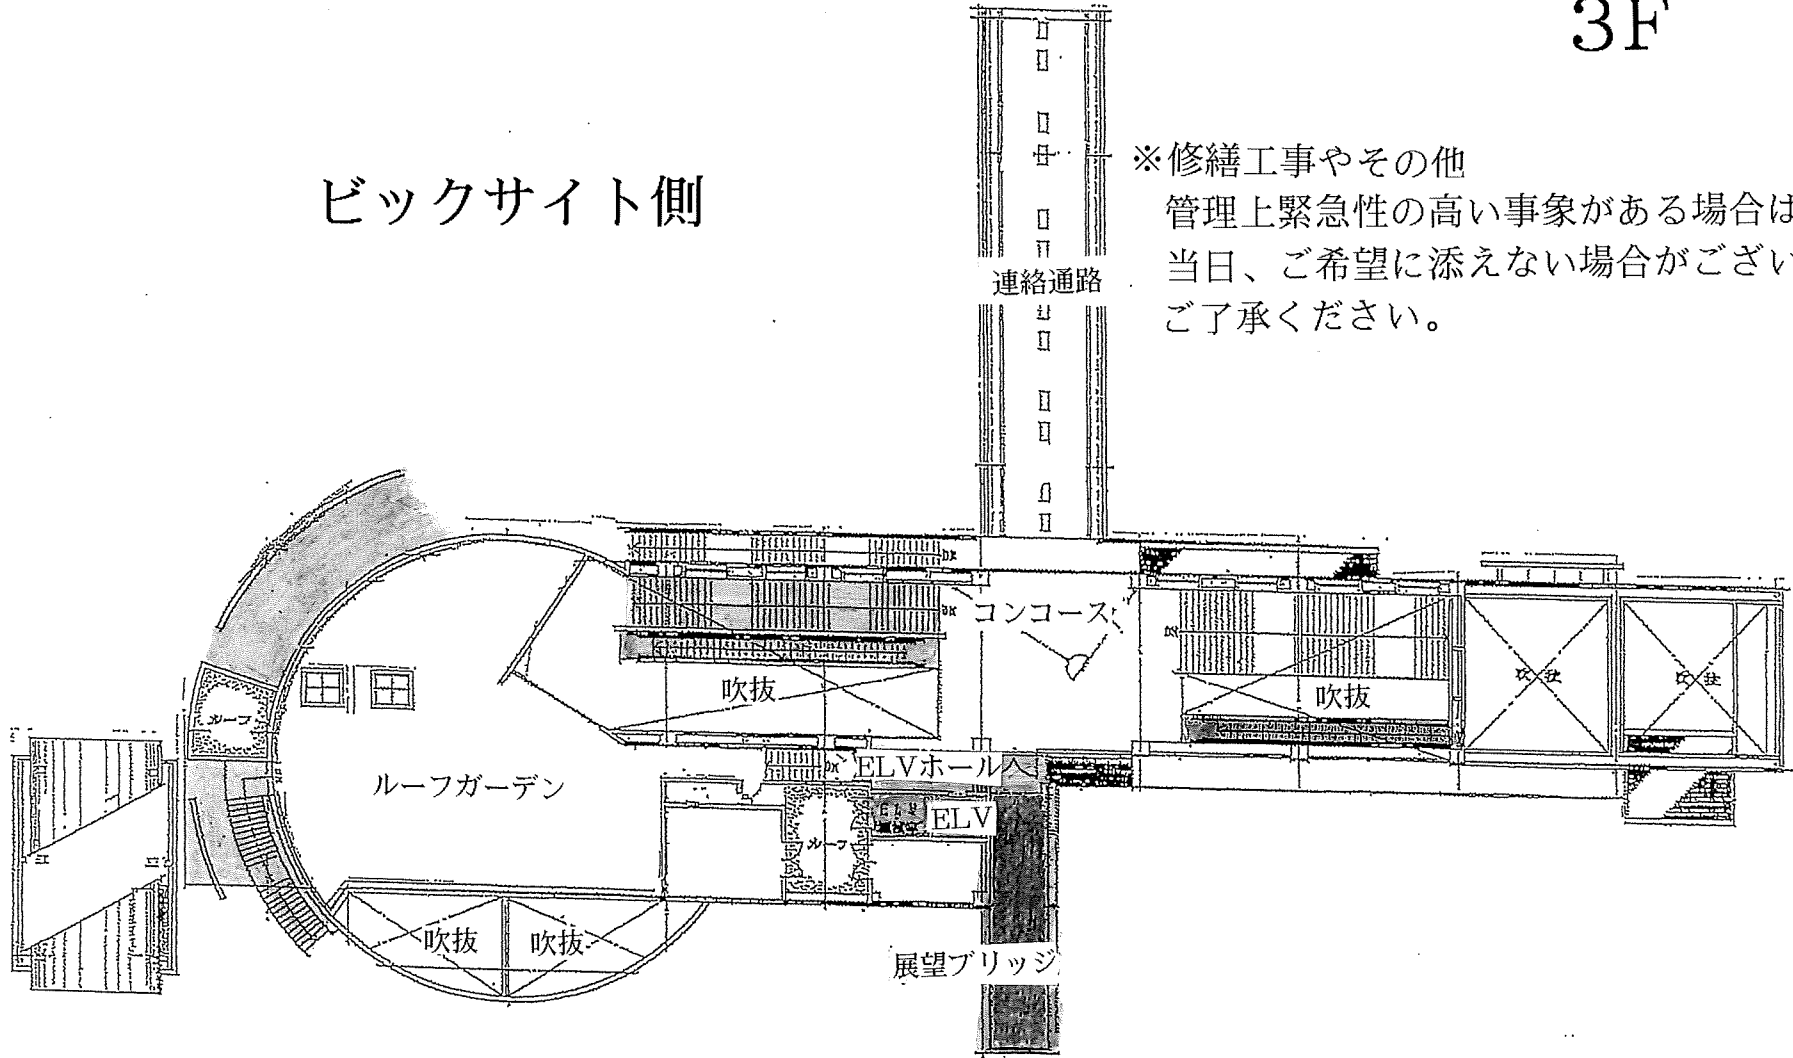 3F
ビックサイト側
※修繕工事やその他
管理上緊急性の高い事象がある場合は
当日、ご希望に添えない場合がござい
ご了承ください。
連絡通路
コンコース
吹抜
吹抜
吹抜
吹抜
ルーフ
ルーフガーデン
ELVホール
ELV
ELV
ルーフ
吹抜
吹抜
展望ブリッジ